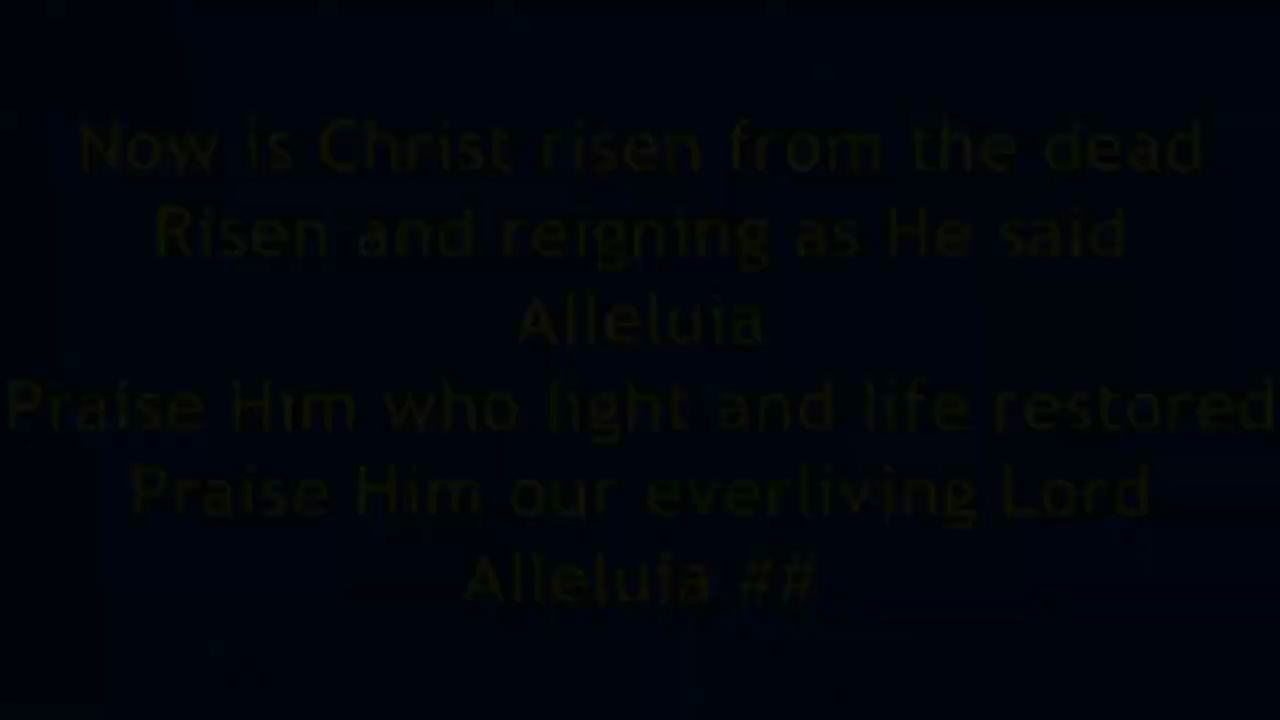 Now is Christ risen from the dead
Risen and reigning as He said
Alleluia
Praise Him who light and life restored
Praise Him our everliving Lord
Alleluia ##